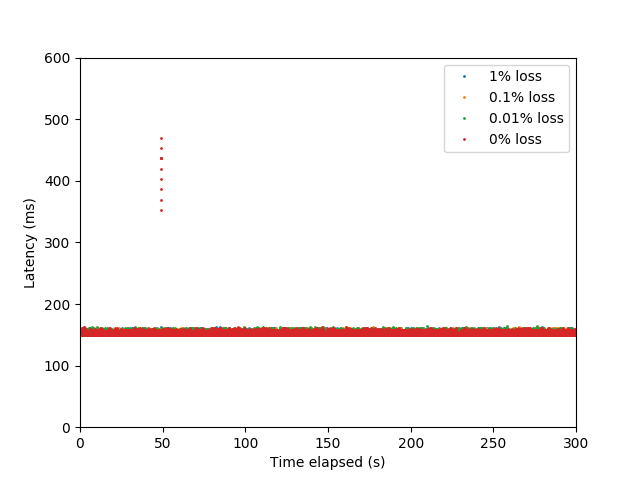 600
500
400
300
200
100
0
Latency (ms)
1% loss
0.1% loss
0.01% loss
0% loss
0 50 100 150 200 250 300
Time elapsed (s)